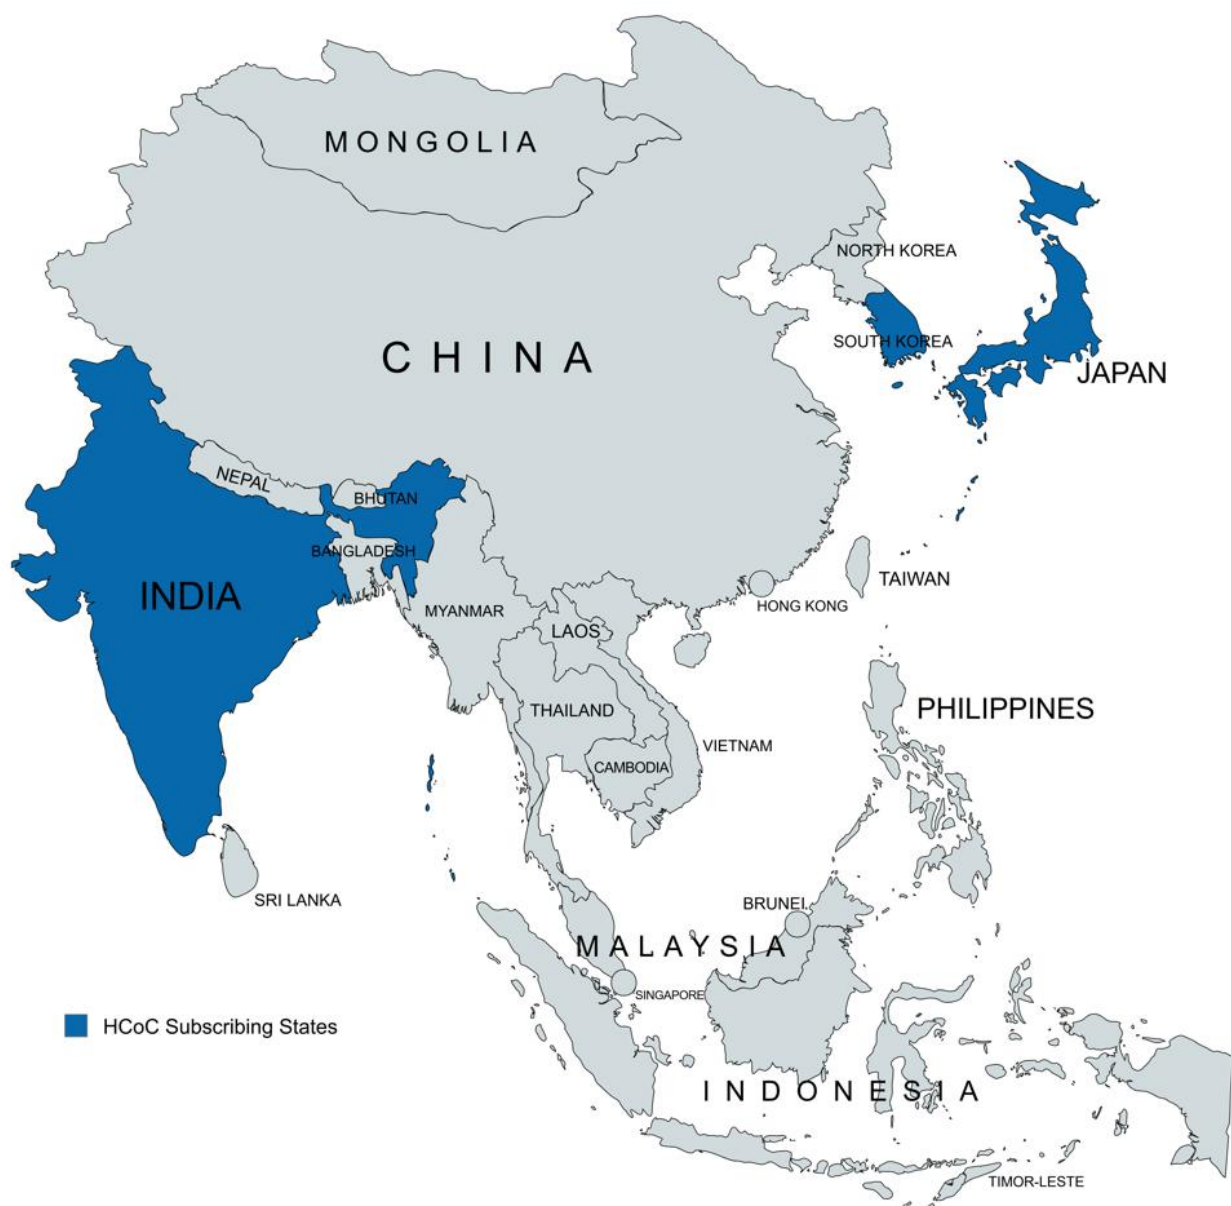 MONGOLIA
NORTH KOREA
SOUTH KOREA
CHINA
JAPAN
NEPAL
BHUTAN
BANGLADESH
INDIA
TAIWAN
HONG KONG
MYANMAR
LAOS
THAILAND
PHILIPPINES
VIETNAM
CAMBODIA
SRI LANKA
BRUNEI
MALAYSIA
SINGAPORE
HCoC Subscribing States
INDONESIA
TIMOR-LESTE